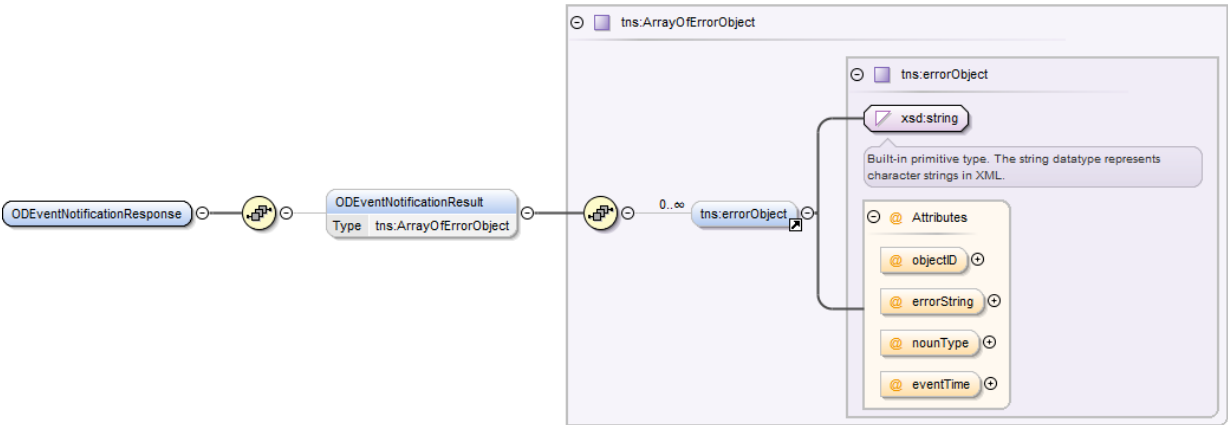 tns:ArrayOfErrorObject
tns:errorObject
xsd:string
Built-in primitive type. The string datatype represents
character strings in XML.
ODEventNotificationResponse
ODEventNotificationResult
Type tns:ArrayOfErrorObject
0..∞
tns:errorObject
@ Attributes
@ objectID
@ errorString
@ nounType
@ eventTime